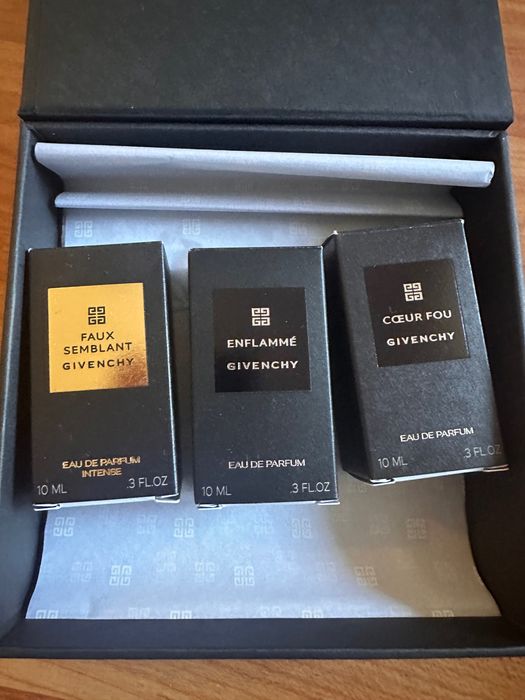 FAUX
SEMBLANT
GIVENCHY
EAU DE PARFUM
INTENSE
10 ML .3 FL.OZ
ENFLAMMÉ
GIVENCHY
EAU DE PARFUM
10 ML .3 FL.OZ
CŒUR FOU
GIVENCHY
EAU DE PARFUM
10 ML .3 FL.OZ